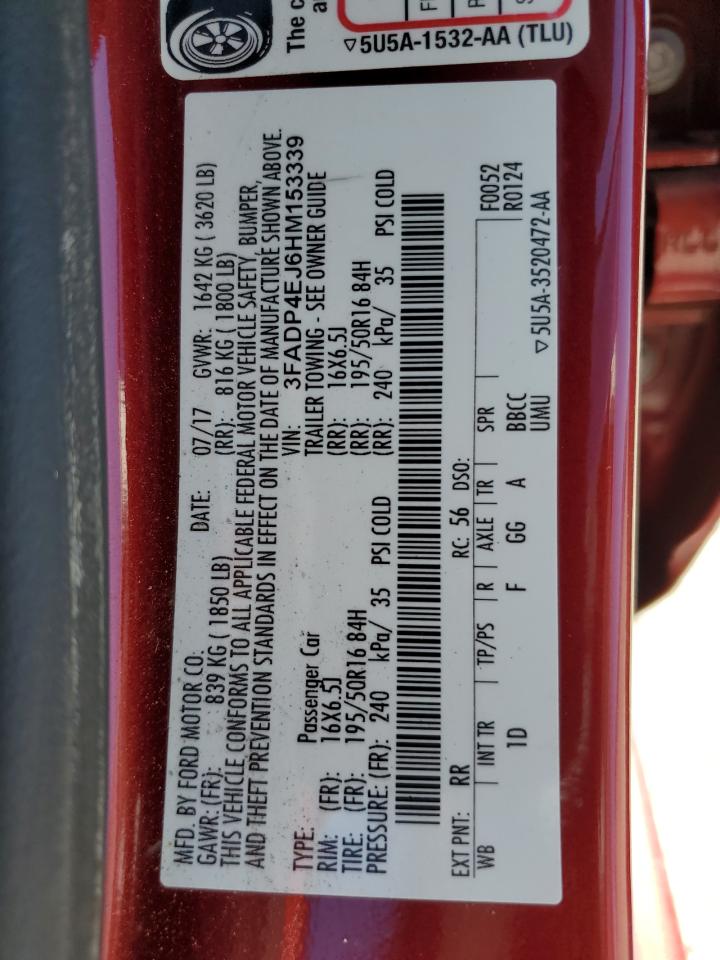 The c
a
F
R
S
▽5U5A-1532-AA (TLU)
MFD. BY FORD MOTOR CO.
DATE: 07/17 GVWR: 1642 KG ( 3620 LB)
GAWR: (FR): 839 KG ( 1850 LB) (RR): 816 KG ( 1800 LB)
THIS VEHICLE CONFORMS TO ALL APPLICABLE FEDERAL MOTOR VEHICLE SAFETY, BUMPER,
AND THEFT PREVENTION STANDARDS IN EFFECT ON THE DATE OF MANUFACTURE SHOWN ABOVE.
VIN: 3FADP4EJ6HM153339
TYPE: Passenger Car TRAILER TOWING - SEE OWNER GUIDE
RIM: (FR): 16X6.5J (RR): 16X6.5J
TIRE: (FR): 195/50R16 84H (RR): 195/50R16 84H
PRESSURE: (FR): 240 kPa/ 35 PSI COLD (RR): 240 kPa/ 35 PSI COLD
EXT PNT: RR RC: 56 DSO: F0052
WB INT TR TP/PS R AXLE TR SPR R0124
1D F GG A BBCC
UMU ▽5U5A-3520472-AA